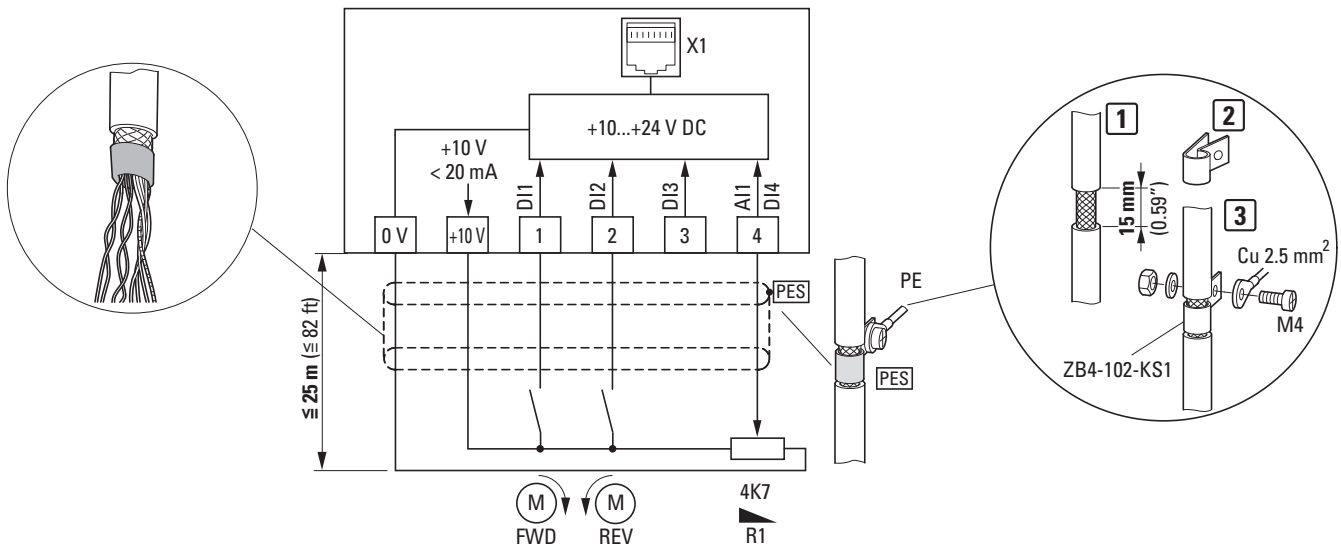 X1
+10...+24 V DC
+10 V
< 20 mA
DI1
DI2
DI3
AI1
DI4
0 V
+10 V
1
2
3
4
≦ 25 m (≦ 82 ft)
PES
PE
PES
FWD
M
M
REV
4K7
R1
1
2
3
15 mm
(0.59″)
Cu 2.5 mm²
M4
ZB4-102-KS1